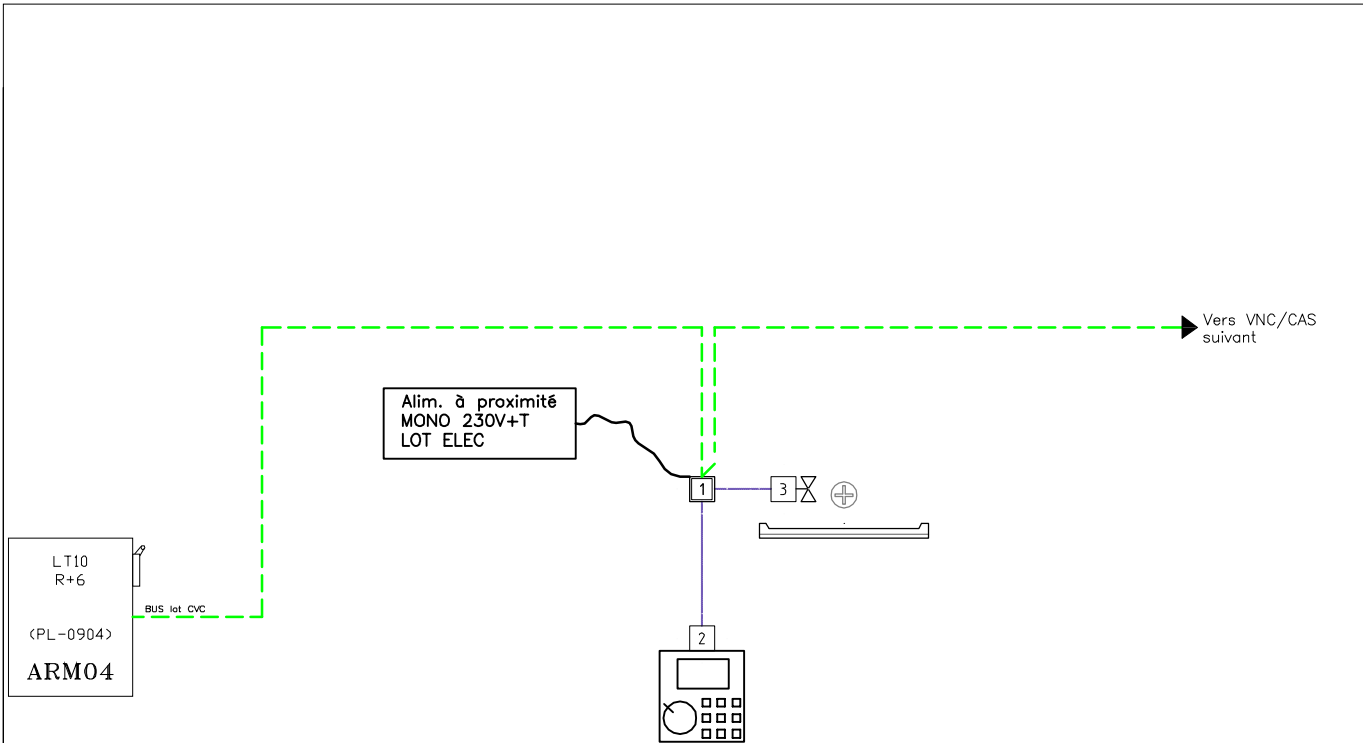 Vers VNC/CAS
suivant
Alim. à proximité
MONO 230V+T
LOT ELEC
1
3
LT10
R+6
BUS lot CVC
(PL-0904)
ARM04
2